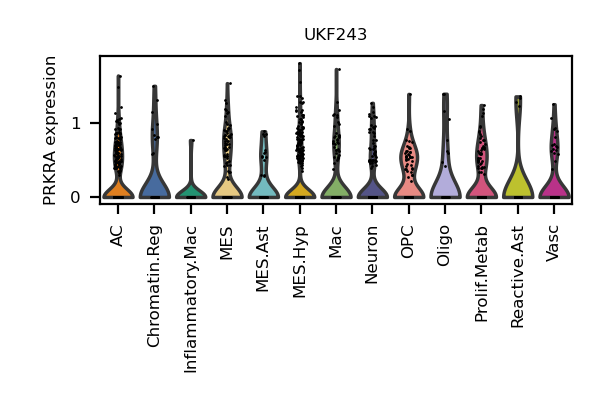 UKF243
PRKRA expression
1
0
AC
Chromatin.Reg
Inflammatory.Mac
MES
MES.Ast
MES.Hyp
Mac
Neuron
OPC
Oligo
Prolif.Metab
Reactive.Ast
Vasc